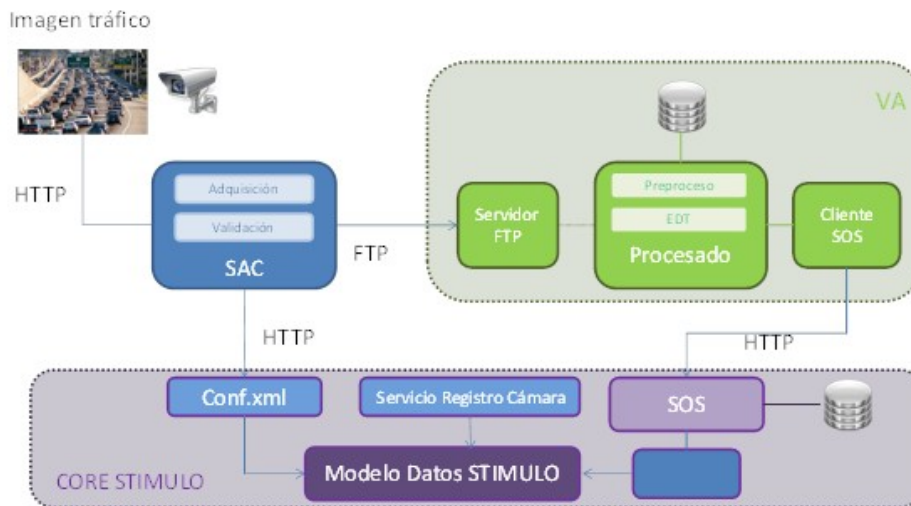 Imagen tráfico
VA
HTTP
Adquisición
Validación
SAC
FTP
Servidor
FTP
Preproceso
EDT
Procesado
Cliente
SOS
HTTP
HTTP
Conf.xml
Servicio Registro Cámara
SOS
Modelo Datos STIMULO
CORE STIMULO